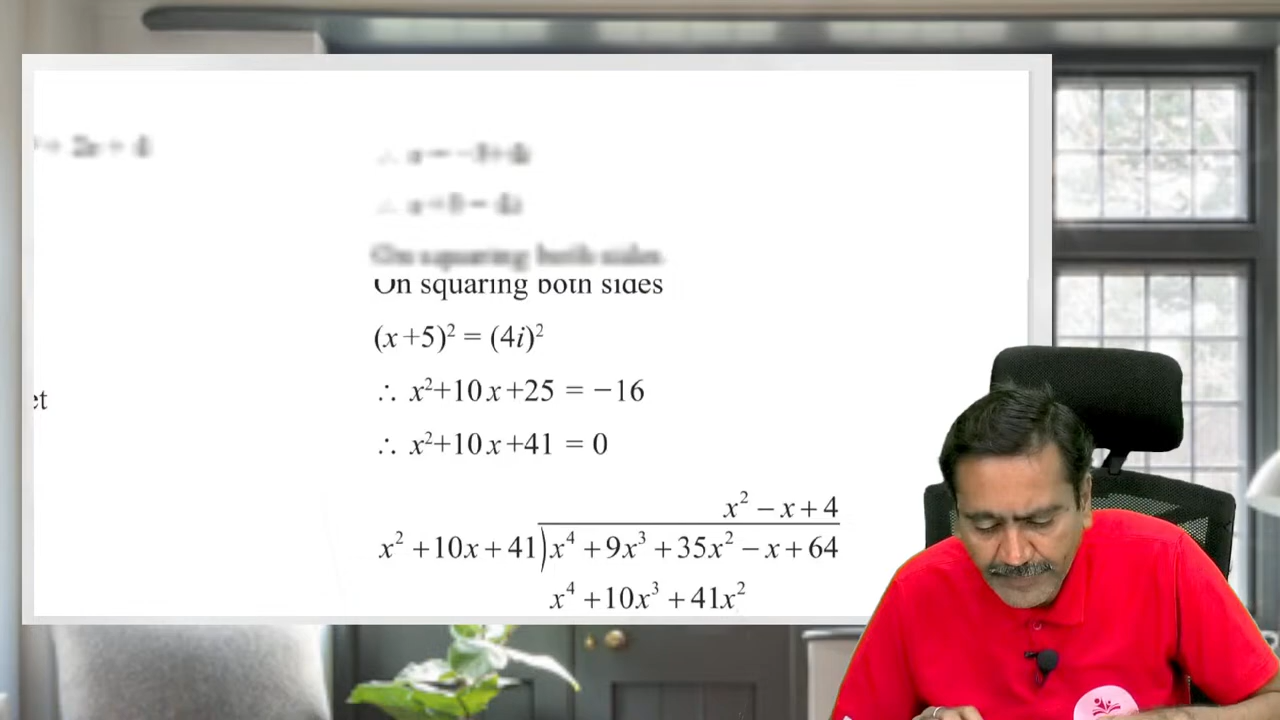 On squaring both sides
(x+5)² = (4i)²
∴ x²+10x+25 = −16
et
∴ x²+10x+41 = 0
x² − x + 4
x² +10x + 41)x⁴ + 9x³ + 35x² − x + 64
x⁴ +10x³ + 41x²